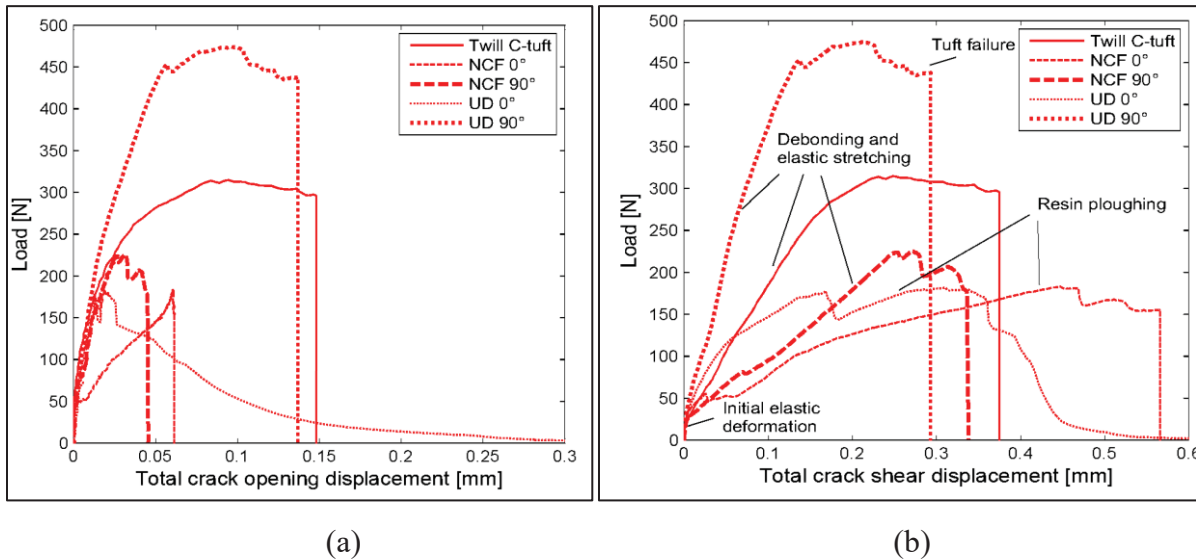 500
450
400
350
300
250
200
150
100
50
0
Load [N]
Twill C-tuft
NCF 0°
NCF 90°
UD 0°
UD 90°
0
0.05
0.1
0.15
0.2
0.25
0.3
Total crack opening displacement [mm]
(a)
500
450
400
350
300
250
200
150
100
50
0
Load [N]
Tuft failure
Twill C-tuft
NCF 0°
NCF 90°
UD 0°
UD 90°
Debonding and
elastic stretching
Resin ploughing
Initial elastic
deformation
0
0.1
0.2
0.3
0.4
0.5
0.6
Total crack shear displacement [mm]
(b)